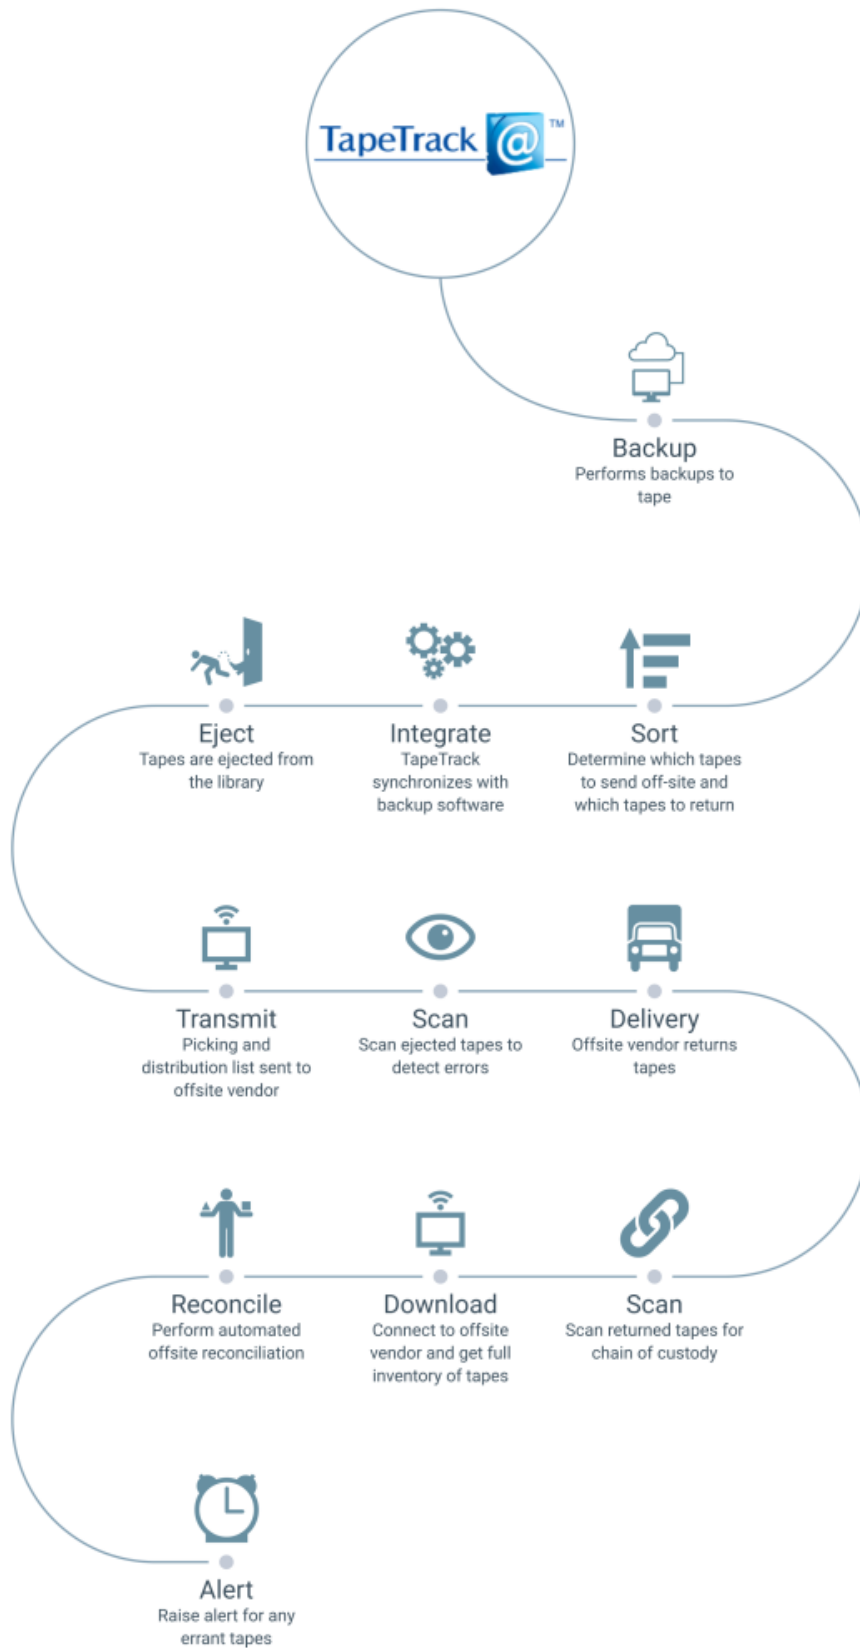 TapeTrack @ ™
Backup
Performs backups to
tape
Eject
Tapes are ejected from
the library
Integrate
TapeTrack
synchronizes with
backup software
Sort
Determine which tapes
to send off-site and
which tapes to return
Transmit
Picking and
distribution list sent to
offsite vendor
Scan
Scan ejected tapes to
detect errors
Delivery
Offsite vendor returns
tapes
Reconcile
Perform automated
offsite reconciliation
Download
Connect to offsite
vendor and get full
inventory of tapes
Scan
Scan returned tapes for
chain of custody
Alert
Raise alert for any
errant tapes